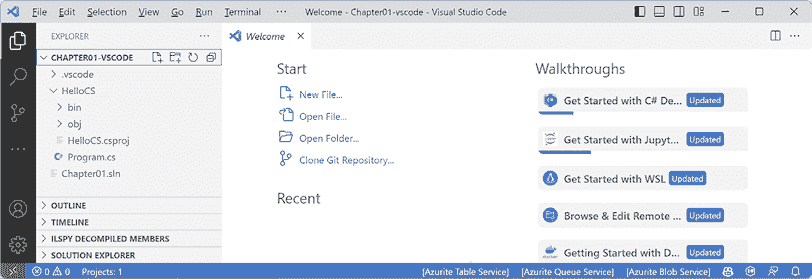 File Edit Selection View Go Run Terminal ... Welcome - Chapter01-vscode - Visual Studio Code
EXPLORER ...
Welcome
CHAPTER01-VSCODE
.vscode
HelloCS
bin
obj
HelloCS.csproj
Program.cs
Chapter01.sln
OUTLINE
TIMELINE
ILSPY DECOMPILED MEMBERS
SOLUTION EXPLORER
Start
New File...
Open File...
Open Folder...
Clone Git Repository...
Recent
Walkthroughs
Get Started with C# De... Updated
Get Started with Jupyt... Updated
Get Started with WSL Updated
Browse & Edit Remote ... Updated
Getting Started with D... Updated
0 0 Projects: 1 [Azurite Table Service] [Azurite Queue Service] [Azurite Blob Service]